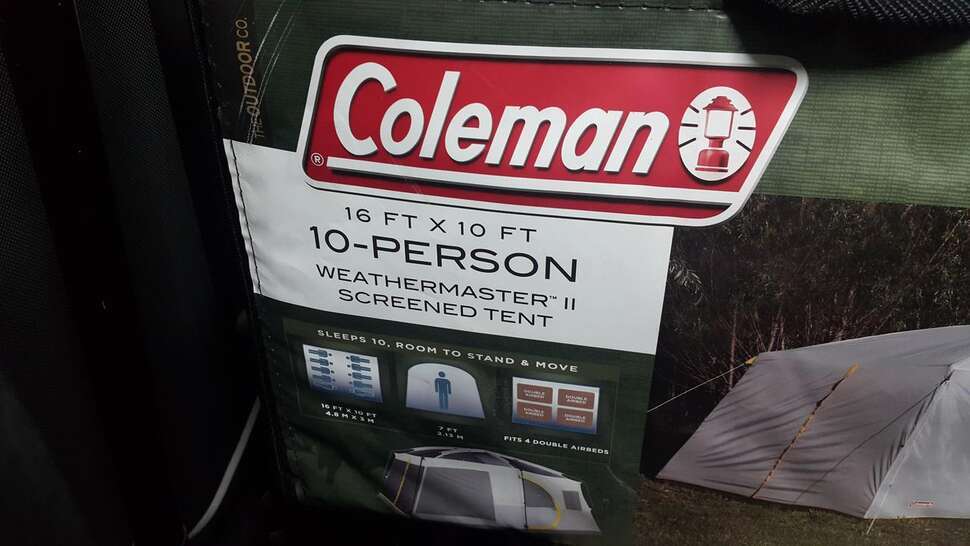 THE OUTDOOR CO.
Coleman
®
16 FT X 10 FT
10-PERSON
WEATHERMASTER™ II
SCREENED TENT
SLEEPS 10, ROOM TO STAND & MOVE
16 FT X 10 FT
4.8 M X 3 M
7 FT
2.13 M
DOUBLE AIRBED
DOUBLE AIRBED
DOUBLE AIRBED
DOUBLE AIRBED
FITS 4 DOUBLE AIRBEDS
Coleman